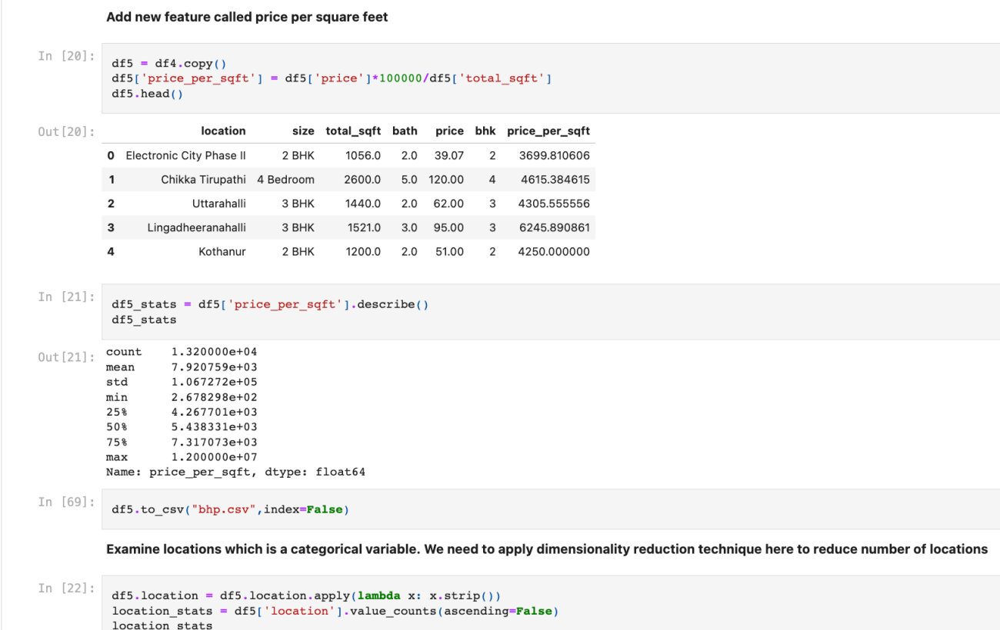 Add new feature called price per square feet
In [20]:
df5 = df4.copy()
df5['price_per_sqft'] = df5['price']*100000/df5['total_sqft']
df5.head()
Out[20]:
location size total_sqft bath price bhk price_per_sqft
0 Electronic City Phase II 2 BHK 1056.0 2.0 39.07 2 3699.810606
1 Chikka Tirupathi 4 Bedroom 2600.0 5.0 120.00 4 4615.384615
2 Uttarahalli 3 BHK 1440.0 2.0 62.00 3 4305.555556
3 Lingadheeranahalli 3 BHK 1521.0 3.0 95.00 3 6245.890861
4 Kothanur 2 BHK 1200.0 2.0 51.00 2 4250.000000
In [21]:
df5_stats = df5['price_per_sqft'].describe()
df5_stats
Out[21]:
count 1.320000e+04
mean 7.920759e+03
std 1.067272e+05
min 2.678298e+02
25% 4.267701e+03
50% 5.438331e+03
75% 7.317073e+03
max 1.200000e+07
Name: price_per_sqft, dtype: float64
In [69]:
df5.to_csv("bhp.csv",index=False)
Examine locations which is a categorical variable. We need to apply dimensionality reduction technique here to reduce number of locations
In [22]:
df5.location = df5.location.apply(lambda x: x.strip())
location_stats = df5['location'].value_counts(ascending=False)
location_stats